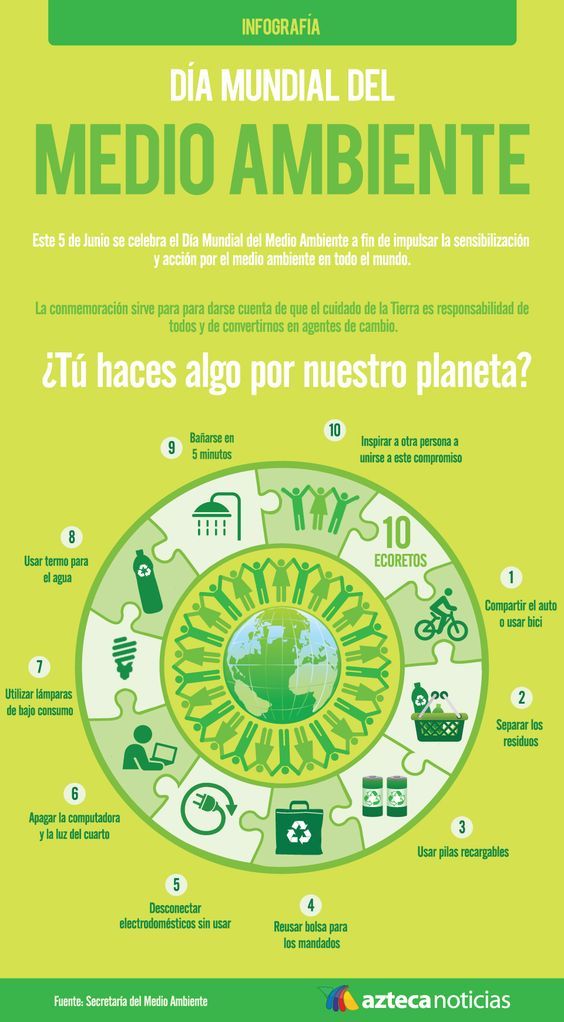 INFOGRAFÍA
DÍA MUNDIAL DEL
MEDIO AMBIENTE
Este 5 de Junio se celebra el Día Mundial del Medio Ambiente a fin de impulsar la sensibilización
y acción por el medio ambiente en todo el mundo.
La conmemoración sirve para para darse cuenta de que el cuidado de la Tierra es responsabilidad de
todos y de convertirnos en agentes de cambio.
¿Tú haces algo por nuestro planeta?
10 
ECORETOS
1
Compartir el auto
o usar bici
2
Separar los
residuos
3
Usar pilas recargables
4
Reusar bolsa para
los mandados
5
Desconectar
electrodomésticos sin usar
6
Apagar la computadora
y la luz del cuarto
7
Utilizar lámparas
de bajo consumo
8
Usar termo para
el agua
9
Bañarse en
5 minutos
10
Inspirar a otra persona a
unirse a este compromiso
Fuente: Secretaría del Medio Ambiente
azteca noticias